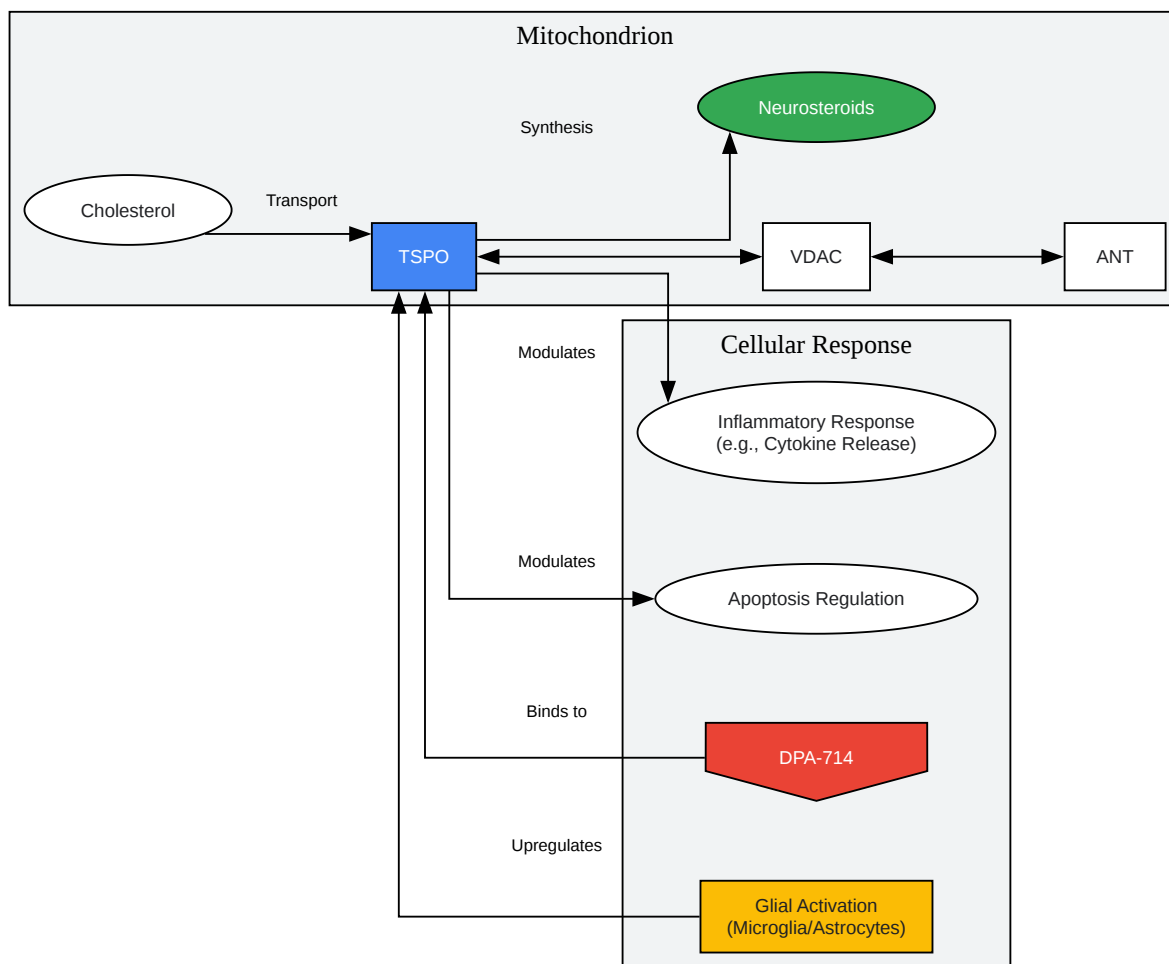 Mitochondrion
Neurosteroids
Synthesis
Cholesterol
Transport
TSPO
VDAC
ANT
Cellular Response
Modulates
Inflammatory Response
(e.g., Cytokine Release)
Modulates
Apoptosis Regulation
Binds to
DPA-714
Upregulates
Glial Activation
(Microglia/Astrocytes)